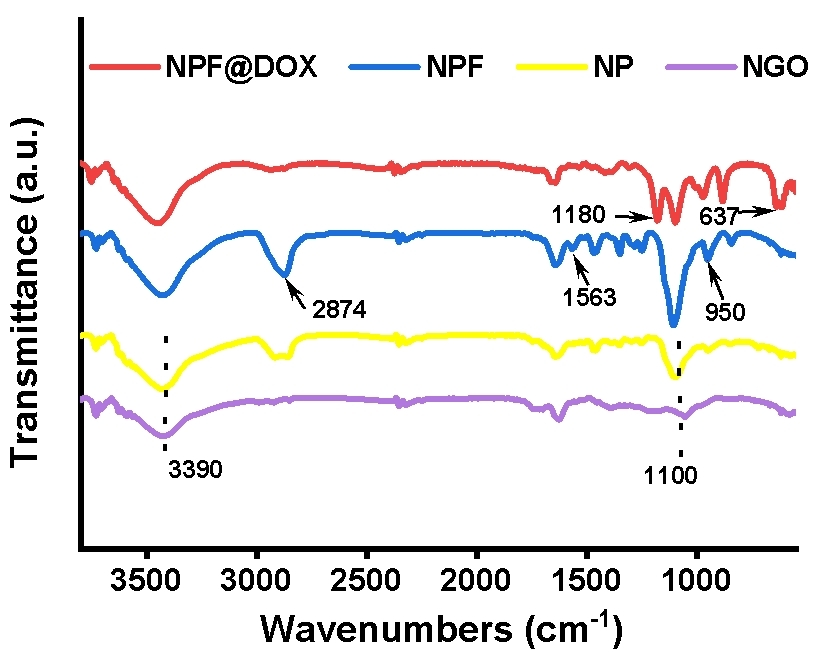 NPF@DOX NPF NP NGO
Transmittance (a.u.)
1180 637
2874 1563 950
3390 1100
3500 3000 2500 2000 1500 1000
Wavenumbers (cm⁻¹)